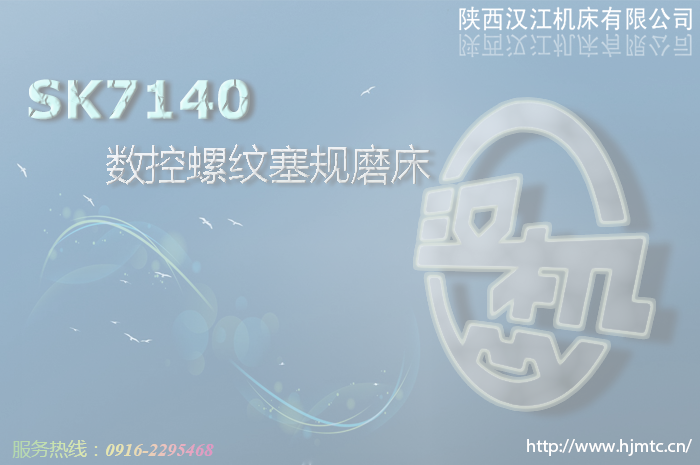 陕西汉江机床有限公司
SK7140
数控螺纹塞规磨床
汉机
服务热线：0916-2295468
http://www.hjmtc.cn/